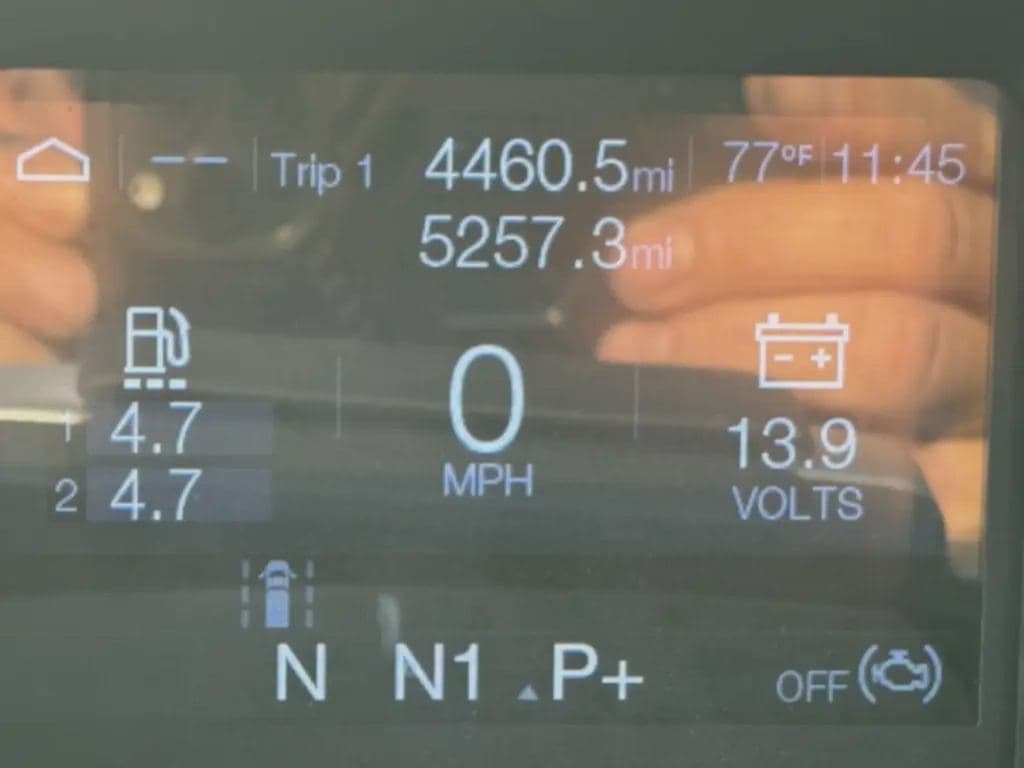 -- Trip 1 4460.5mi 77°F 11:45
5257.3mi
1 4.7
2 4.7
0
MPH
- +
13.9
VOLTS
N N1 P+ OFF